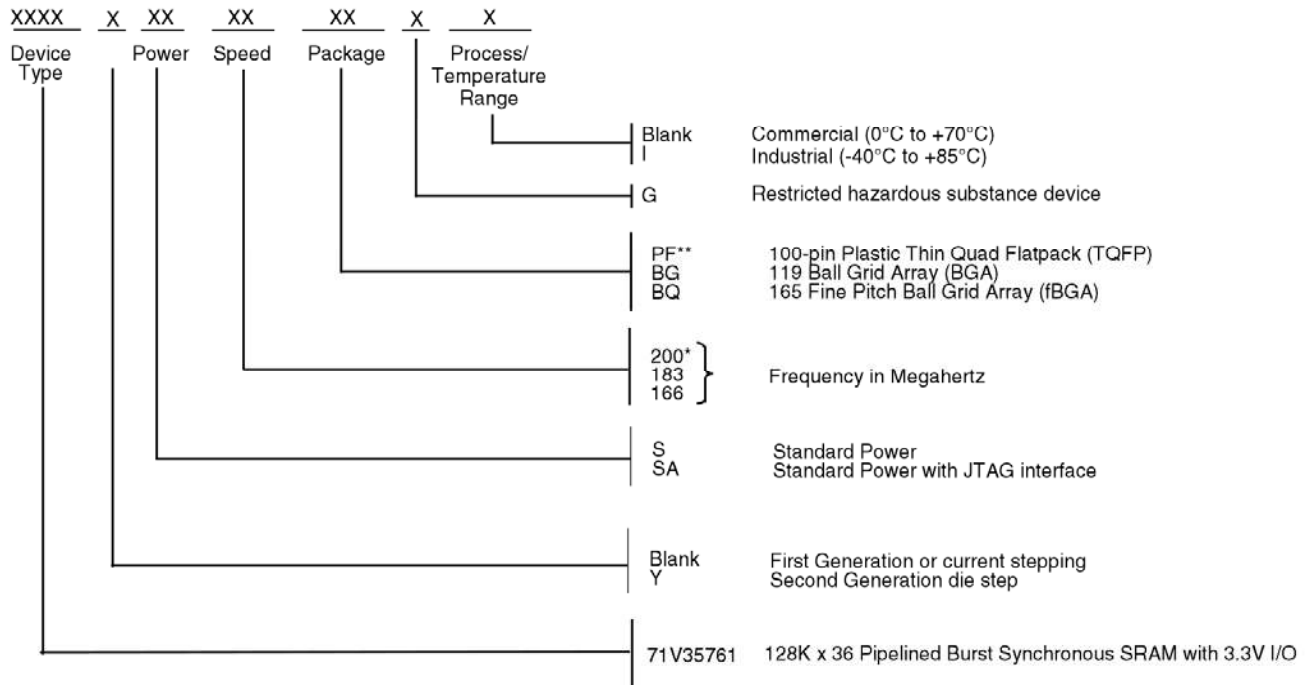 XXXX X XX XX XX X X
Device Type Power Speed Package Process/ Temperature Range
Blank Commercial (0°C to +70°C)
I Industrial (-40°C to +85°C)
G Restricted hazardous substance device
PF** 100-pin Plastic Thin Quad Flatpack (TQFP)
BG 119 Ball Grid Array (BGA)
BQ 165 Fine Pitch Ball Grid Array (fBGA)
200*
183 Frequency in Megahertz
166
S Standard Power
SA Standard Power with JTAG interface
Blank First Generation or current stepping
Y Second Generation die step
71V35761 128K x 36 Pipelined Burst Synchronous SRAM with 3.3V I/O